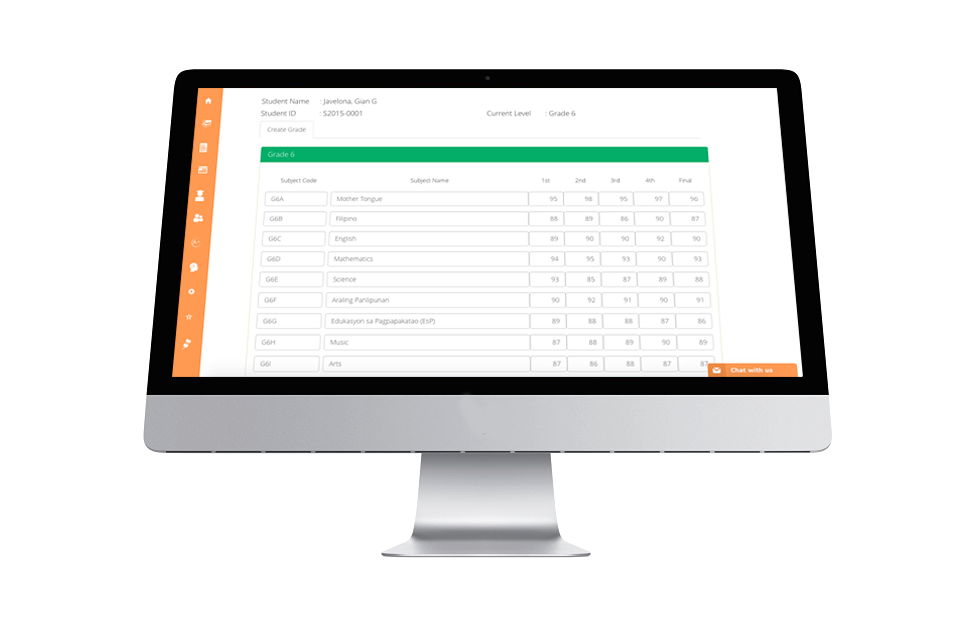 Student Name : Javelona, Gian G
Student ID : S2015-0001 Current Level : Grade 6
Create Grade
Grade 6
Subject Code Subject Name 1st 2nd 3rd 4th Final
G6A Mother Tongue 95 98 95 97 96
G6B Filipino 88 89 86 90 87
G6C English 89 90 90 92 90
G6D Mathematics 94 95 93 90 93
G6E Science 93 85 87 89 88
G6F Araling Panlipunan 90 92 91 90 91
G6G Edukasyon sa Pagpapakatao (EsP) 89 88 88 87 86
G6H Music 87 88 89 90 89
G6I Arts 87 86 88 87 87
Chat with us